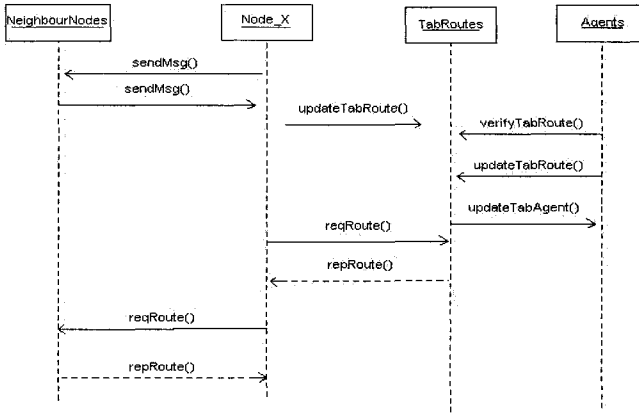 NeighbourNodes
Node_X
TabRoutes
Agents
sendMsg()
sendMsg()
updateTabRoute()
verifyTabRoute()
updateTabRoute()
updateTabAgent()
reqRoute()
repRoute()
reqRoute()
repRoute()